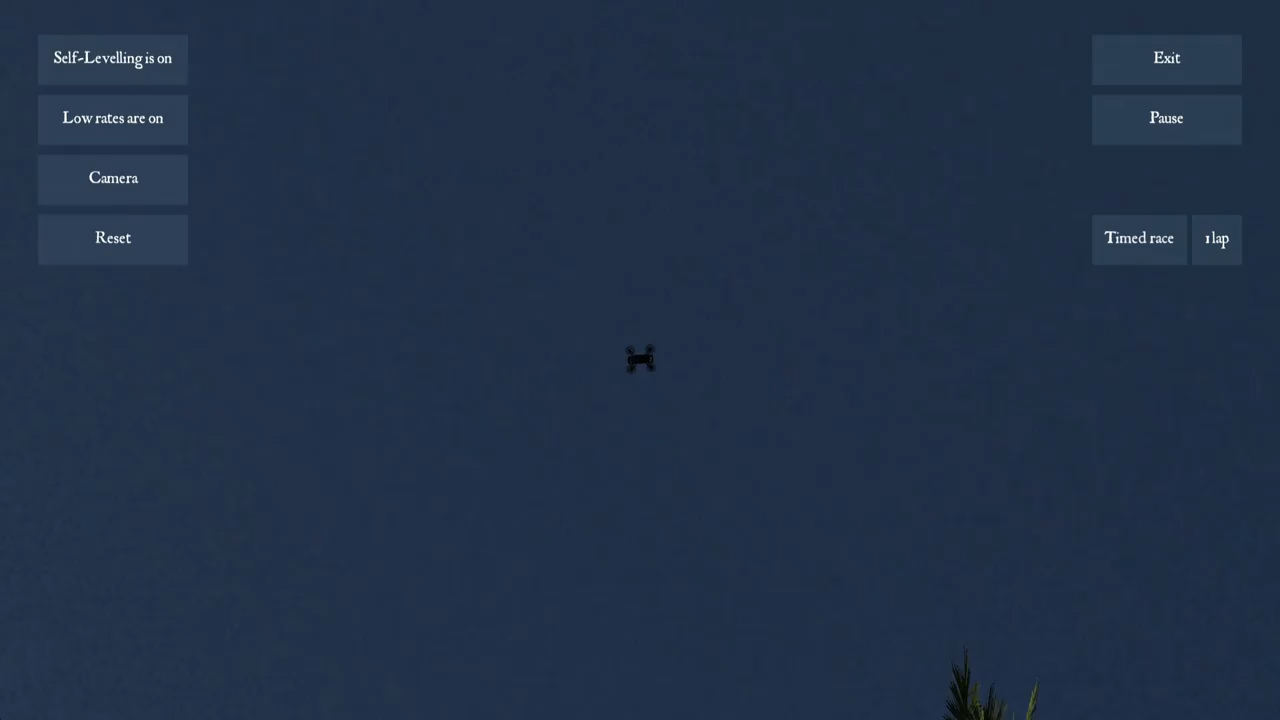 Self-Levelling is on
Low rates are on
Camera
Reset
Exit
Pause
Timed race
1 lap